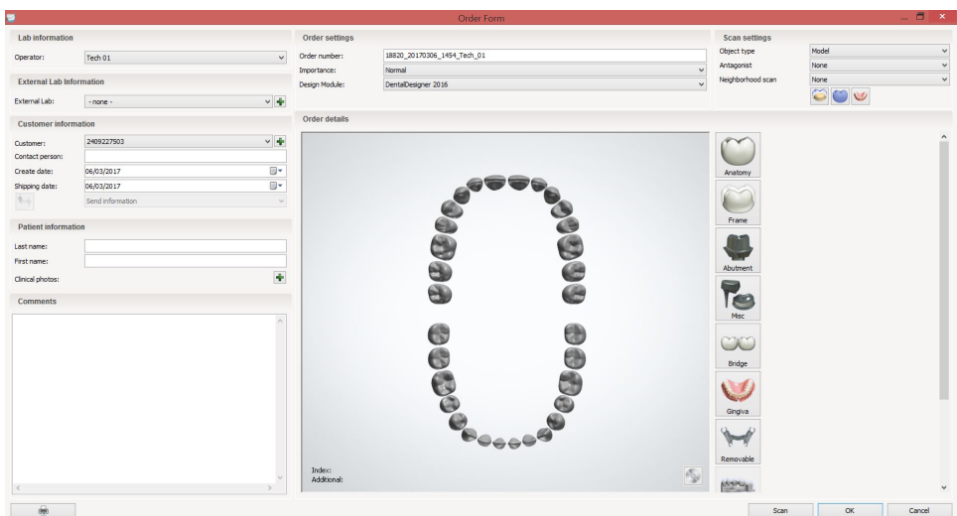 Order Form
Lab information
Operator: Tech 01
External Lab Information
External Lab: - none -
Customer information
Customer: 2409227503
Contact person:
Create date: 06/03/2017
Shipping date: 06/03/2017
Send information
Patient information
Last name:
First name:
Clinical photos:
Comments
Order settings
Order number: 18820_20170306_1454_Tech_01
Importance: Normal
Design Module: DentalDesigner 2016
Scan settings
Object type Model
Antagonist None
Neighborhood scan None
Order details
Index:
Additional:
Anatomy
Frame
Abutment
Misc
Bridge
Gingiva
Removable
Scan
OK
Cancel